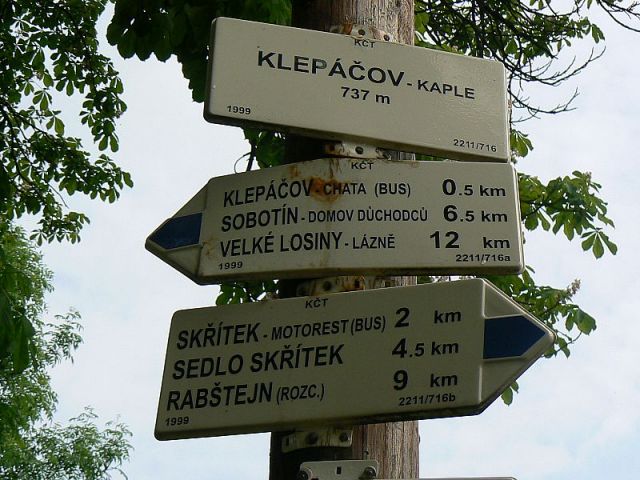 KČT
KLEPÁČOV - KAPLE
737 m
1999 2211/716
KČT
KLEPÁČOV - CHATA (BUS) 0.5 km
SOBOTÍN - DOMOV DŮCHODCŮ 6.5 km
VELKÉ LOSINY - LÁZNĚ 12 km
1999 2211/716a
KČT
SKŘÍTEK - MOTOREST (BUS) 2 km
SEDLO SKŘÍTEK 4.5 km
RABŠTEJN (ROZC.) 9 km
1999 2211/716b